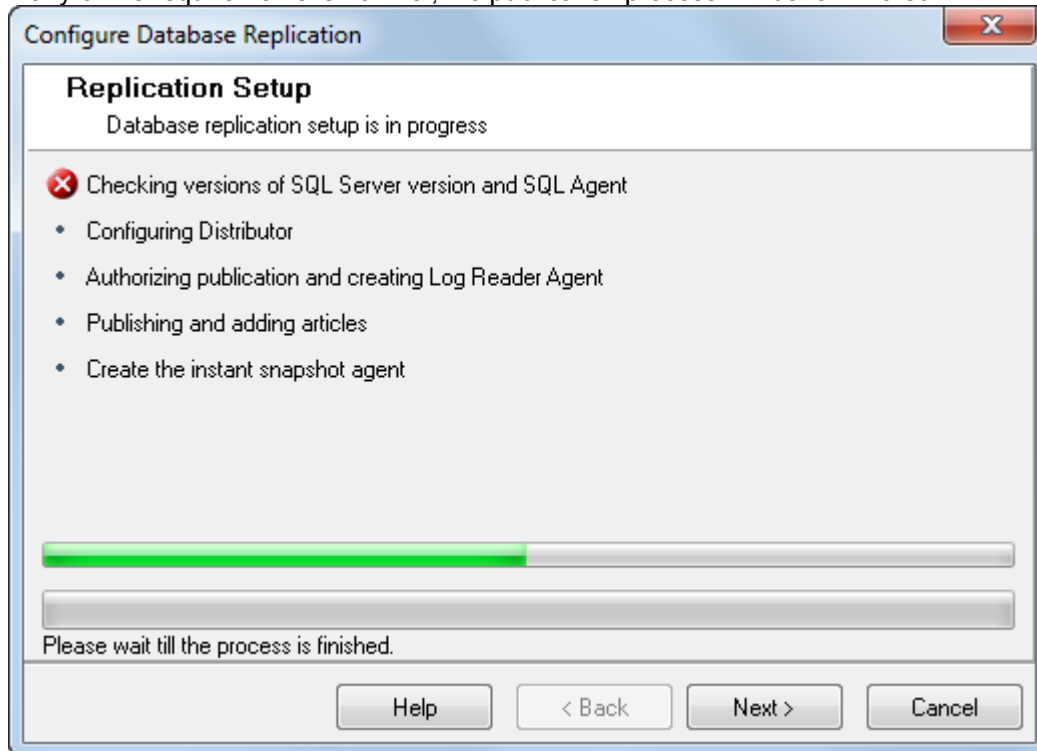 Configure Database Replication
Replication Setup
Database replication setup is in progress
Checking versions of SQL Server version and SQL Agent
Configuring Distributor
Authorizing publication and creating Log Reader Agent
Publishing and adding articles
Create the instant snapshot agent
Please wait till the process is finished.
Help < Back Next > Cancel